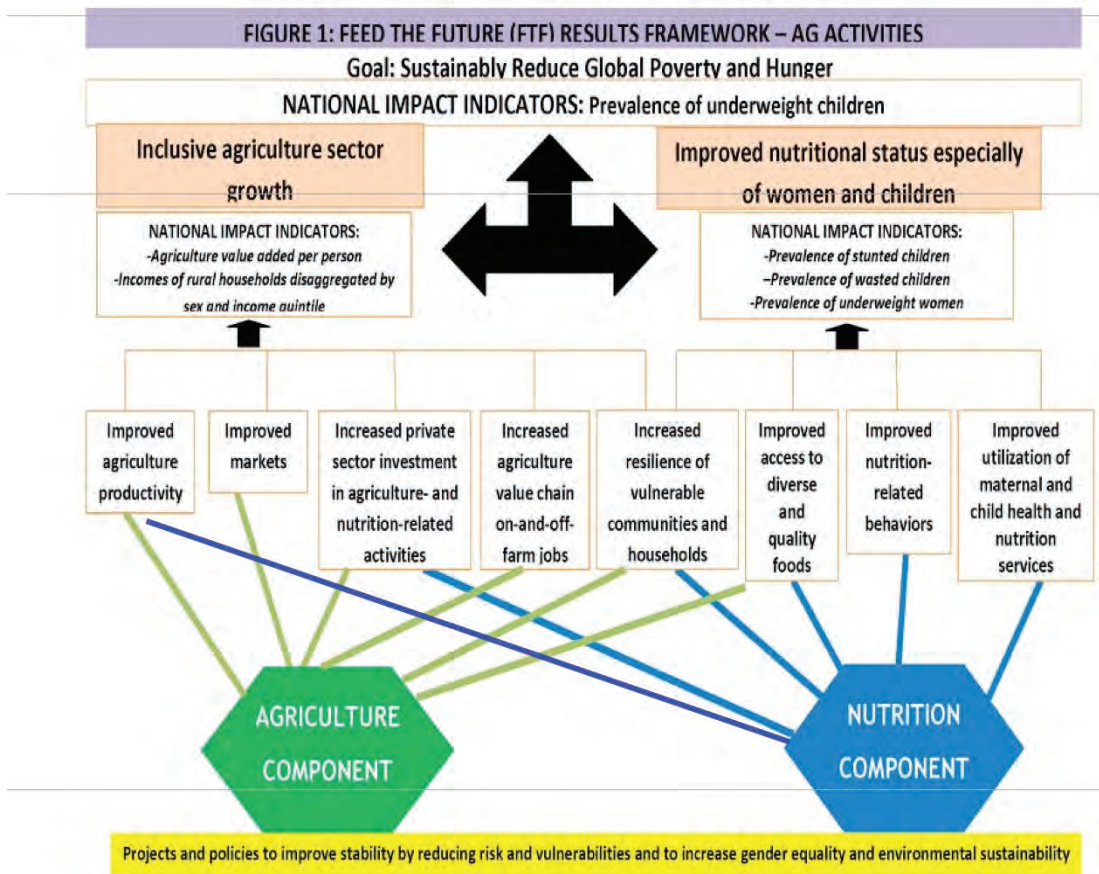 FIGURE 1: FEED THE FUTURE (FTF) RESULTS FRAMEWORK – AG ACTIVITIES
Goal: Sustainably Reduce Global Poverty and Hunger
NATIONAL IMPACT INDICATORS: Prevalence of underweight children
Inclusive agriculture sector
growth
Improved nutritional status especially
of women and children
NATIONAL IMPACT INDICATORS:
-Agriculture value added per person
-Incomes of rural households disaggregated by
sex and income quintile
NATIONAL IMPACT INDICATORS:
-Prevalence of stunted children
–Prevalence of wasted children
-Prevalence of underweight women
Improved
agriculture
productivity
Improved
markets
Increased private
sector investment
in agriculture- and
nutrition-related
activities
Increased
agriculture
value chain
on-and-off-
farm jobs
Increased
resilience of
vulnerable
communities and
households
Improved
access to
diverse
and
quality
foods
Improved
nutrition-
related
behaviors
Improved
utilization of
maternal and
child health and
nutrition
services
AGRICULTURE
COMPONENT
NUTRITION
COMPONENT
Projects and policies to improve stability by reducing risk and vulnerabilities and to increase gender equality and environmental sustainability